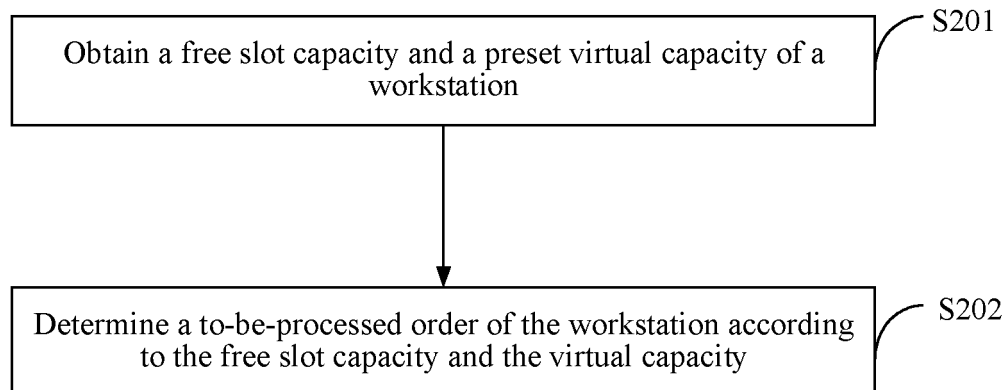 S201
Obtain a free slot capacity and a preset virtual capacity of a
workstation
S202
Determine a to-be-processed order of the workstation according
to the free slot capacity and the virtual capacity